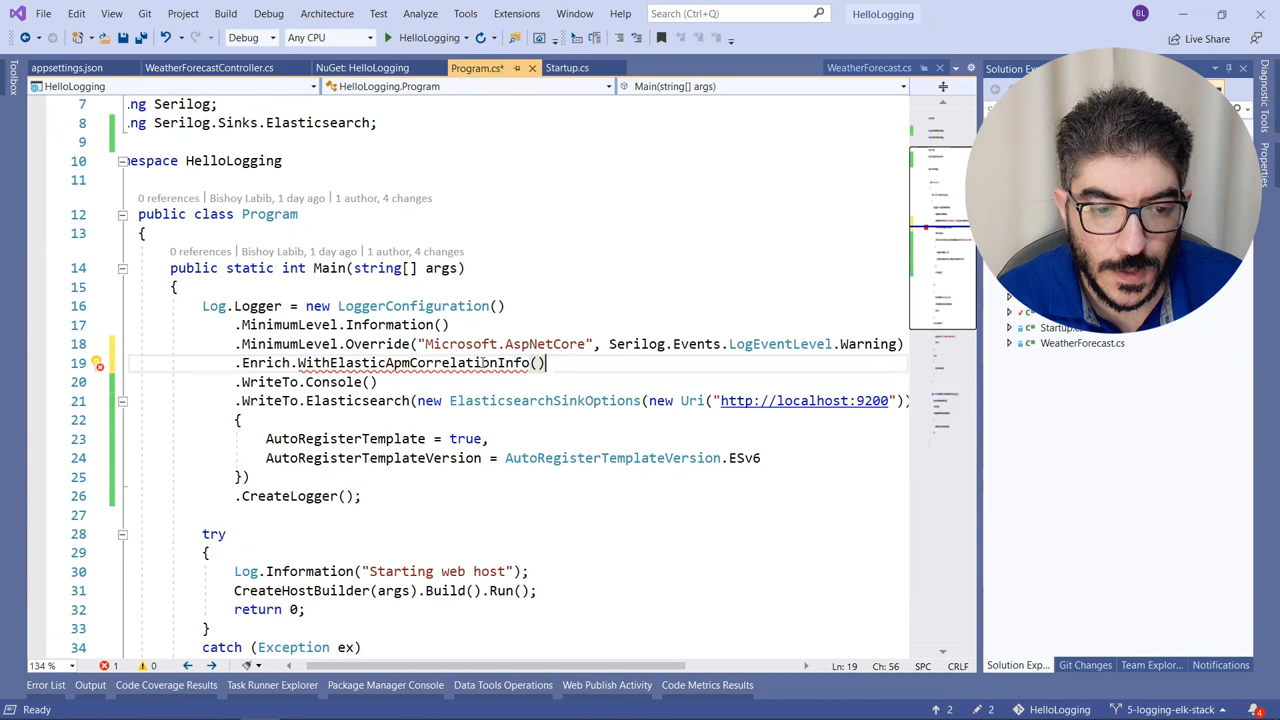 File
Edit
View
Git
Project
Build
Debug
Test
Analyze
Tools
Extensions
Window
Help
Search (Ctrl+Q)
HelloLogging
BL
Debug
Any CPU
HelloLogging
Live Share
appsettings.json
WeatherForecastController.cs
NuGet: HelloLogging
Program.cs*
Startup.cs
WeatherForecast.cs
Solution Exp
HelloLogging
HelloLogging.Program
Main(string[] args)
Toolbox
Diagnostic Tools
Properties
7 ng Serilog;
8 ng Serilog.Sinks.Elasticsearch;
9
10 mespace HelloLogging
11
0 references | Bishoy Labib, 1 day ago | 1 author, 4 changes
12 public class Program
13 {
0 references | Bishoy Labib, 1 day ago | 1 author, 4 changes
14 public static int Main(string[] args)
15 {
16 Log.Logger = new LoggerConfiguration()
17 .MinimumLevel.Information()
18 .MinimumLevel.Override("Microsoft.AspNetCore", Serilog.Events.LogEventLevel.Warning)
19 .Enrich.WithElasticApmCorrelationInfo()
20 .WriteTo.Console()
21 .WriteTo.Elasticsearch(new ElasticsearchSinkOptions(new Uri("http://localhost:9200"))
22
23 AutoRegisterTemplate = true,
24 AutoRegisterTemplateVersion = AutoRegisterTemplateVersion.ESv6
25 })
26 .CreateLogger();
27
28 try
29 {
30 Log.Information("Starting web host");
31 CreateHostBuilder(args).Build().Run();
32 return 0;
33 }
34 catch (Exception ex)
Startup.cs
WeatherForecast.cs
134 %
1
0
Ln: 19
Ch: 56
SPC
CRLF
Solution Exp...
Git Changes
Team Explor...
Notifications
Error List
Output
Code Coverage Results
Task Runner Explorer
Package Manager Console
Data Tools Operations
Web Publish Activity
Code Metrics Results
Ready
2
2
HelloLogging
5-logging-elk-stack
4